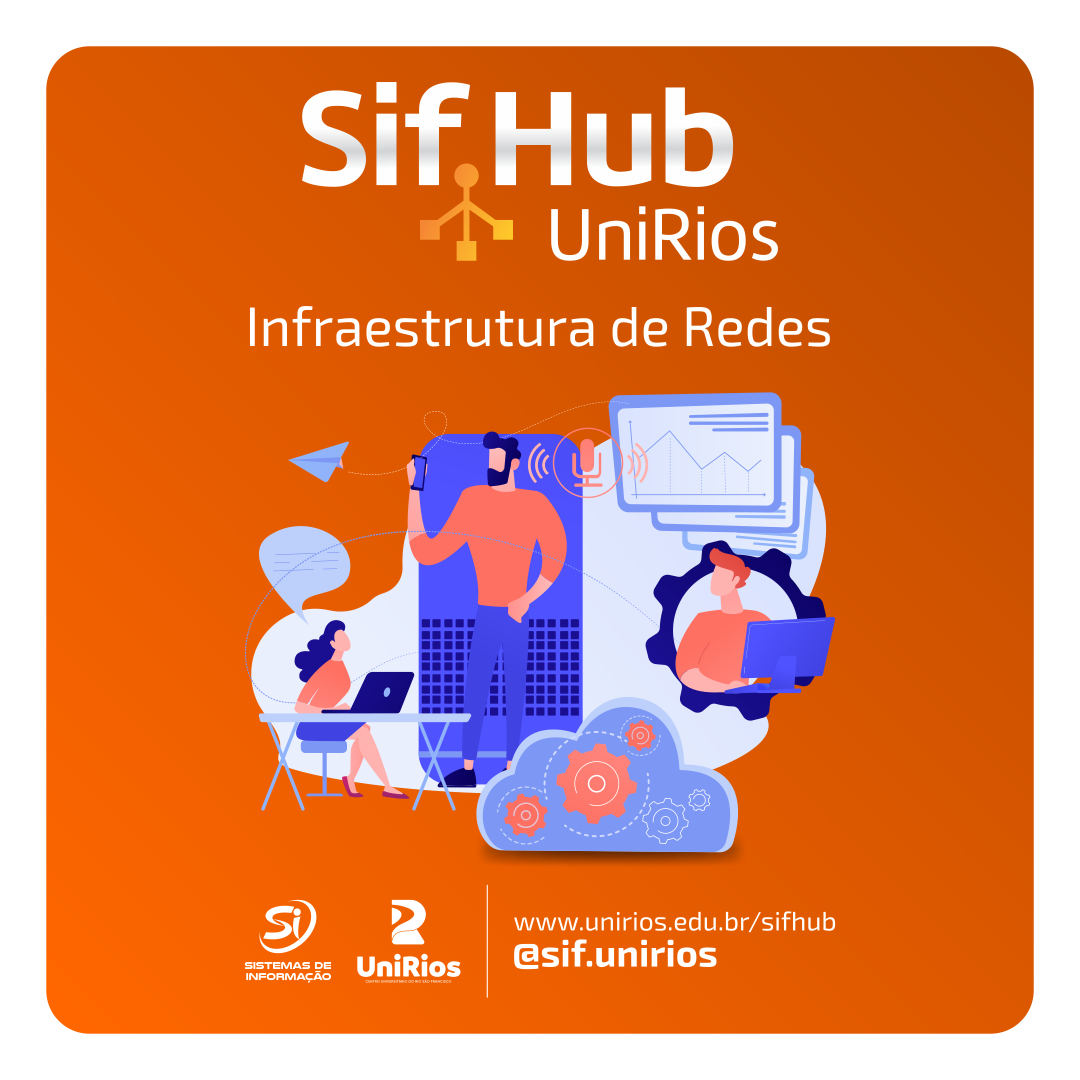 Sif Hub
UniRios
Infraestrutura de Redes
Si
SISTEMAS DE
INFORMAÇÃO
UniRios
CENTRO UNIVERSITÁRIO DO RIO SÃO FRANCISCO
www.unirios.edu.br/sifhub
@sif.unirios